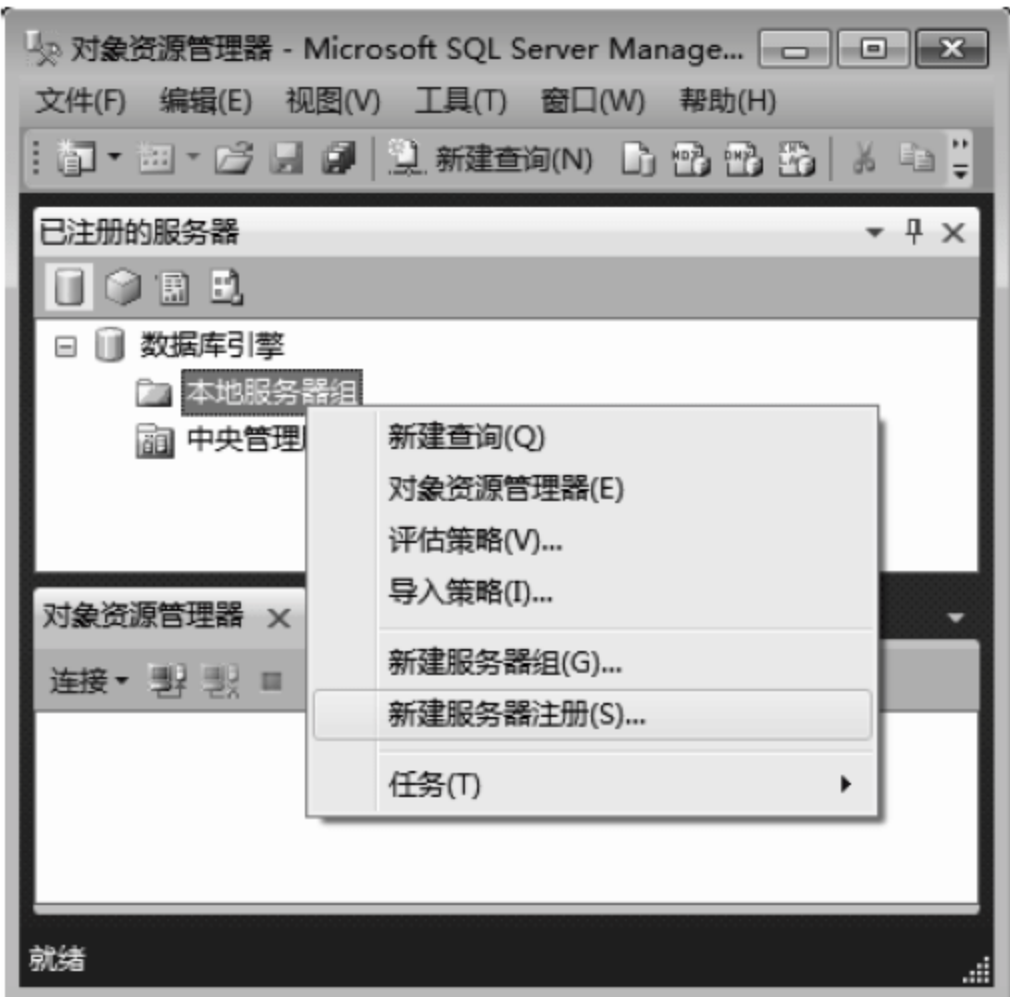 对象资源管理器 - Microsoft SQL Server Manage...
文件(F) 编辑(E) 视图(V) 工具(T) 窗口(W) 帮助(H)
新建查询(N) MDX DMX
已注册的服务器
数据库引擎
本地服务器组
中央管理
新建查询(Q)
对象资源管理器(E)
评估策略(V)...
导入策略(I)...
新建服务器组(G)...
新建服务器注册(S)...
任务(T)
对象资源管理器
连接
就绪